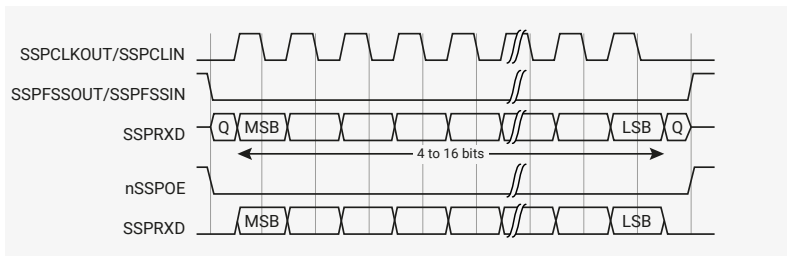 SSPCLKOUT/SSPCLIN
SSPFSSOUT/SSPFSSIN
SSPRXD Q MSB LSB Q
4 to 16 bits
nSSPOE
SSPRXD MSB LSB